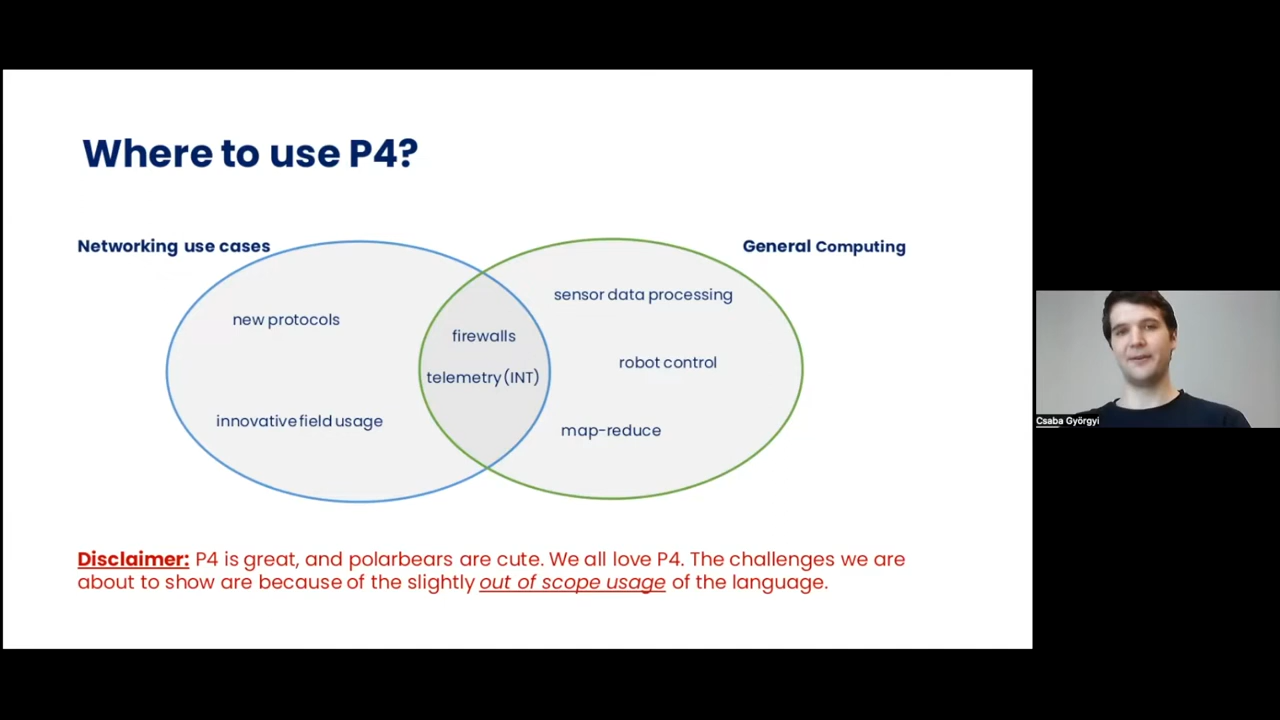 Where to use P4?
Networking use cases
General Computing
sensor data processing
new protocols
firewalls
robot control
telemetry(INT)
innovative field usage
map-reduce
Disclaimer: P4 is great, and polarbears are cute. We all love P4. The challenges we are
about to show are because of the slightly out of scope usage of the language.
Csaba Györgyi